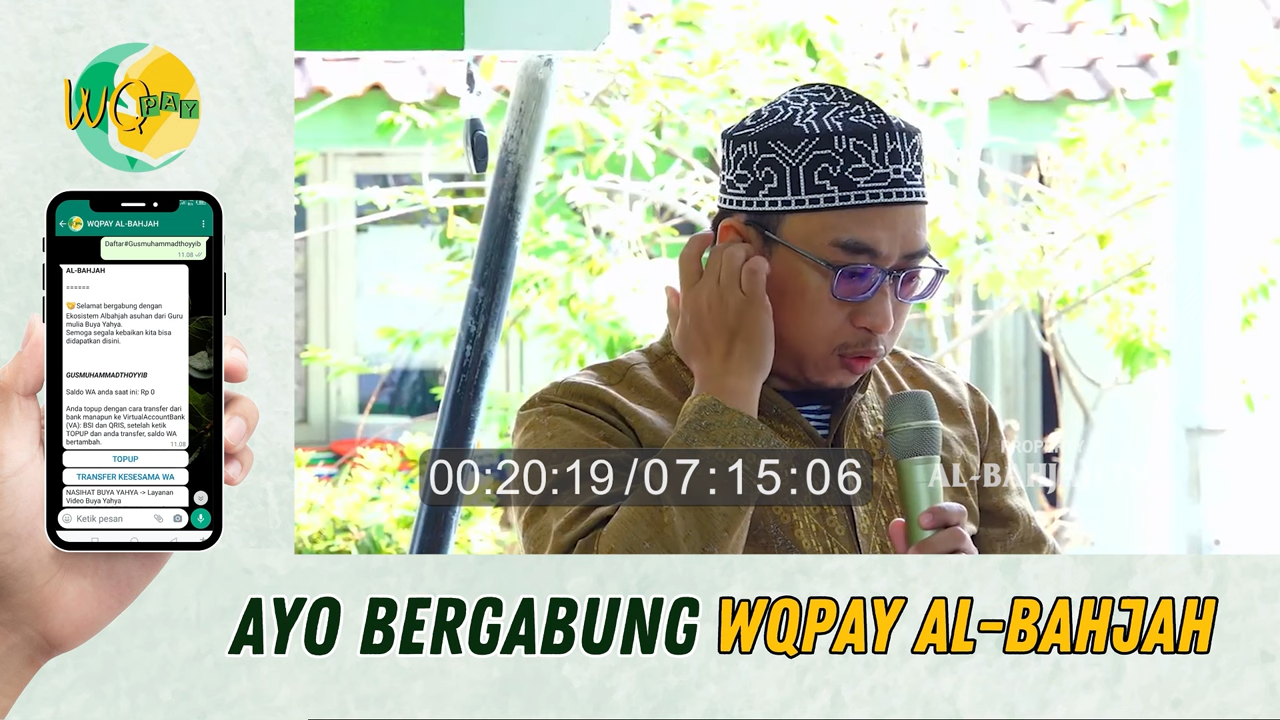 WQPAY
WQPAY AL-BAHJAH
Daftar#Gusmuhammadthoyyib
11.08
AL-BAHJAH
======
Selamat bergabung dengan
Ekosistem Albahjah asuhan dari Guru
mulia Buya Yahya.
Semoga segala kebaikan kita bisa
didapatkan disini.
GUSMUHAMMADTHOYYIB
Saldo WA anda saat ini: Rp 0
Anda topup dengan cara transfer dari
bank manapun ke VirtualAccountBank
(VA): BSI dan QRIS, setelah ketik
TOPUP dan anda transfer, saldo WA
bertambah.
11.08
TOPUP
TRANSFER KESESAMA WA
NASIHAT BUYA YAHYA -> Layanan
Video Buya Yahya
Ketik pesan
00:20:19/07:15:06
PROPERTY
AL-BAHJAH
AYO BERGABUNG WQPAY AL-BAHJAH